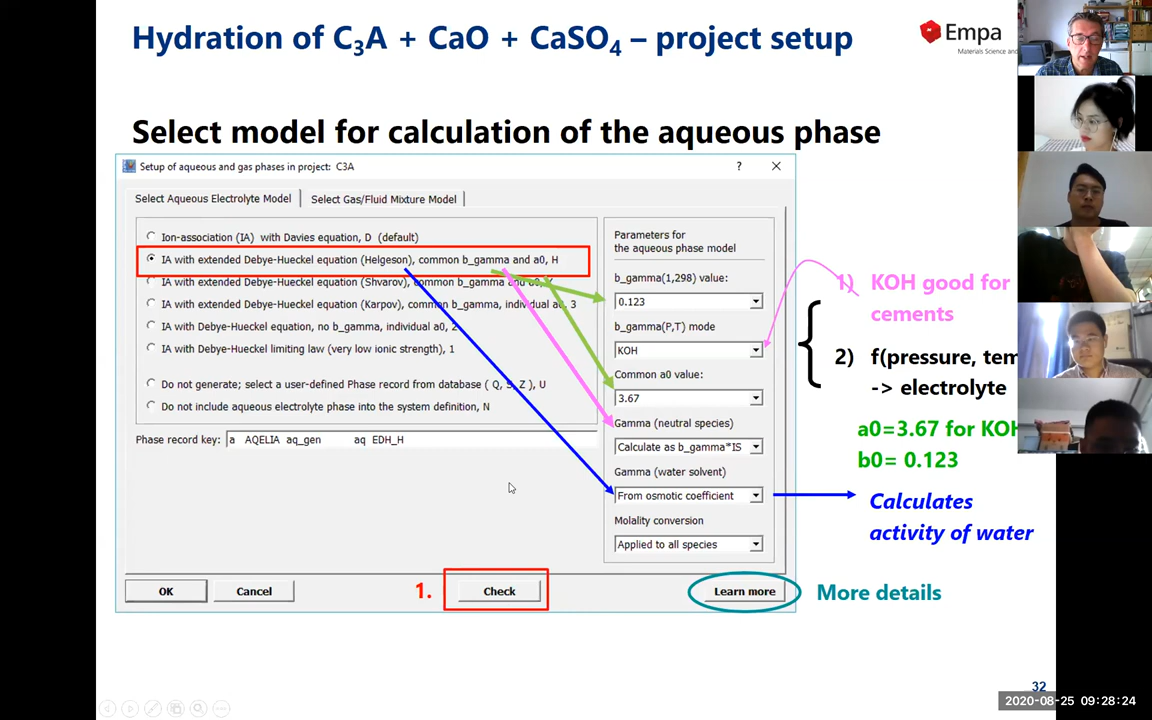 Hydration of C₃A + CaO + CaSO₄ – project setup
Empa
Materials Science and
Select model for calculation of the aqueous phase
Setup of aqueous and gas phases in project: C3A
? ×
Select Aqueous Electrolyte Model
Select Gas/Fluid Mixture Model
Ion-association (IA) with Davies equation, D (default)
IA with extended Debye-Hueckel equation (Helgeson), common b_gamma and a0, H
IA with extended Debye-Hueckel equation (Shvarov), common b_gamma and a0,
IA with extended Debye-Hueckel equation (Karpov), common b_gamma, individual a0, 3
IA with Debye-Hueckel equation, no b_gamma, individual a0, 2
IA with Debye-Hueckel limiting law (very low ionic strength), 1
Do not generate; select a user-defined Phase record from database ( Q, S, Z ), U
Do not include aqueous electrolyte phase into the system definition, N
Phase record key: a AQELIA aq_gen aq EDH_H
Parameters for
the aqueous phase model
b_gamma(1,298) value:
0.123
b_gamma(P,T) mode
KOH
Common a0 value:
3.67
Gamma (neutral species)
Calculate as b_gamma*IS
Gamma (water solvent)
From osmotic coefficient
Molality conversion
Applied to all species
1) KOH good for
cements
2) f(pressure, tem
-> electrolyte
a0=3.67 for KOH
b0= 0.123
Calculates
activity of water
OK
Cancel
1.
Check
Learn more
More details
32
2020-08-25 09:28:24